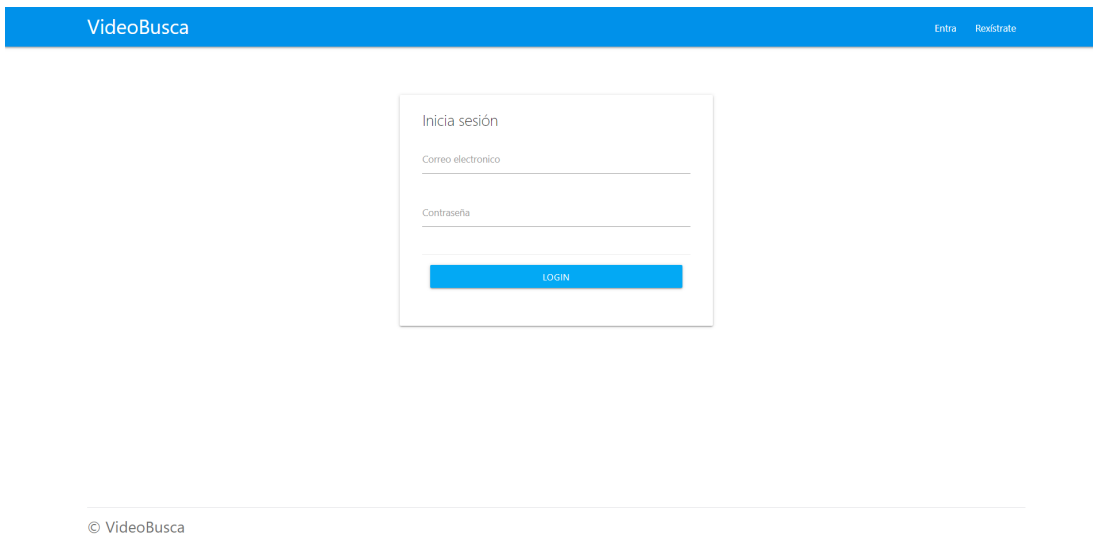 VideoBusca
Entra Rexístrate
Inicia sesión
Correo electronico
Contraseña
LOGIN
© VideoBusca